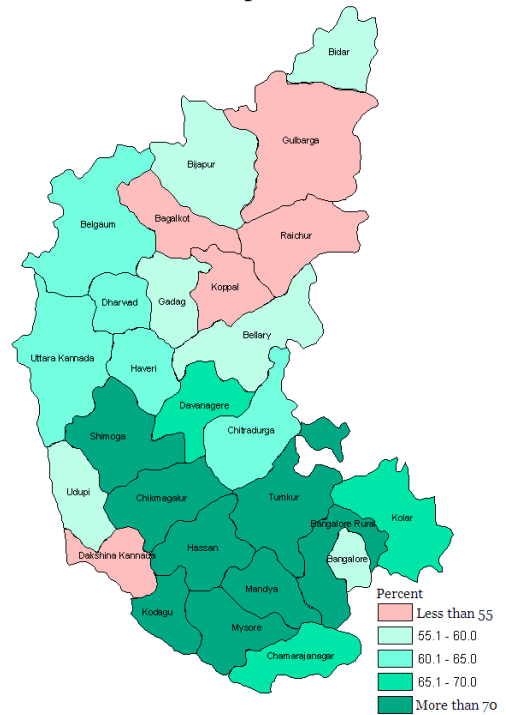 Bidar
Gulbarga
Bijapur
Bagalkot
Belgaum
Raichur
Koppal
Gadag
Dharwad
Bellary
Uttara Kannada
Haveri
Davanagere
Chitradurga
Shimoga
Udupi
Chikmagalur
Tumkur
Kolar
Bangalore Rural
Hassan
Dakshina Kannada
Bangalore
Mandya
Kodagu
Mysore
Chamarajanagar
Percent
Less than 55
55.1 - 60.0
60.1 - 65.0
65.1 - 70.0
More than 70